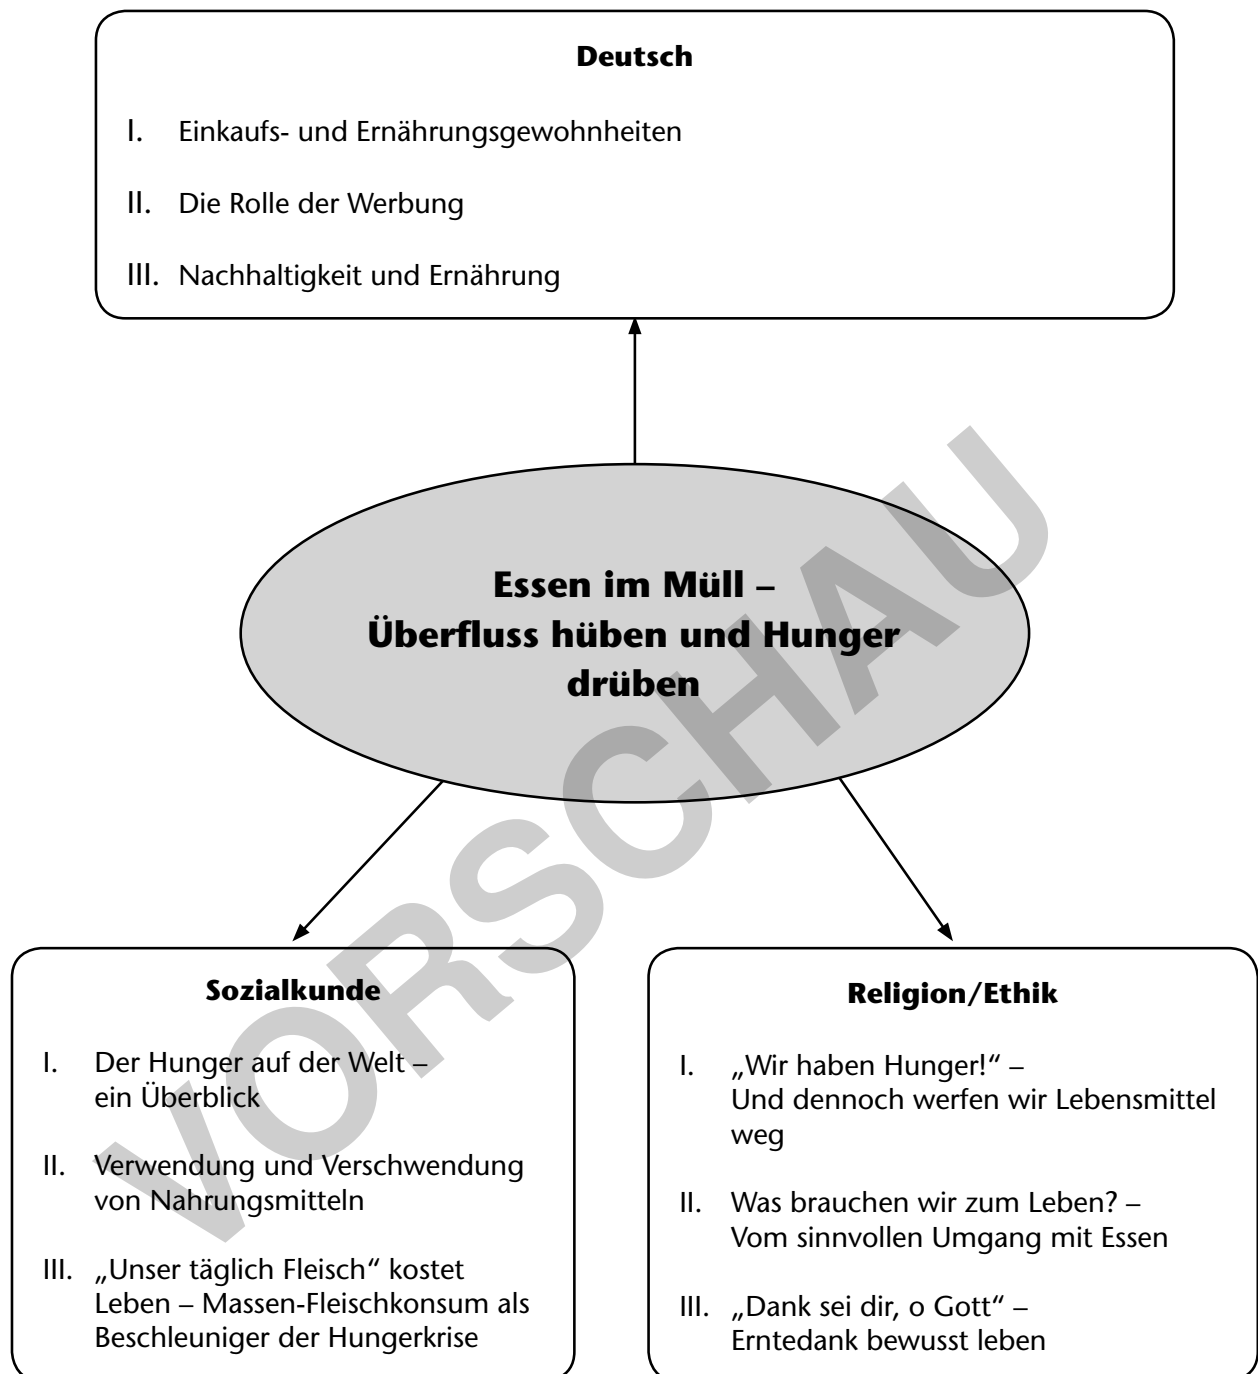 Deutsch
I. Einkaufs- und Ernährungsgewohnheiten
II. Die Rolle der Werbung
III. Nachhaltigkeit und Ernährung
Essen im Müll –
Überfluss hüben und Hunger
drüben
VORSCHAU
Sozialkunde
I. Der Hunger auf der Welt –
ein Überblick
II. Verwendung und Verschwendung
von Nahrungsmitteln
III. „Unser täglich Fleisch“ kostet
Leben – Massen-Fleischkonsum als
Beschleuniger der Hungerkrise
Religion/Ethik
I. „Wir haben Hunger!“ –
Und dennoch werfen wir Lebensmittel
weg
II. Was brauchen wir zum Leben? –
Vom sinnvollen Umgang mit Essen
III. „Dank sei dir, o Gott“ –
Erntedank bewusst leben